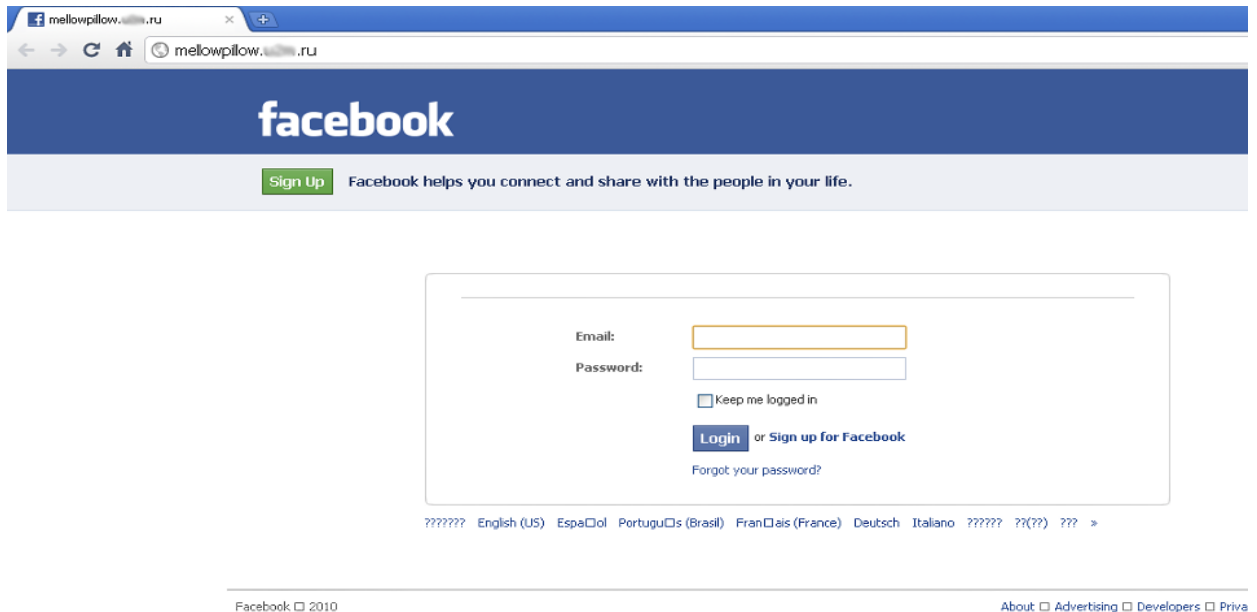 mellowpillow. .ru
mellowpillow. .ru
facebook
Sign Up Facebook helps you connect and share with the people in your life.
Email:
Password:
Keep me logged in
Login or Sign up for Facebook
Forgot your password?
??????? English (US) Espa□ol Portugu□s (Brasil) Fran□ais (France) Deutsch Italiano ?????? ??(??) ??? »
Facebook □ 2010 About □ Advertising □ Developers □ Priva